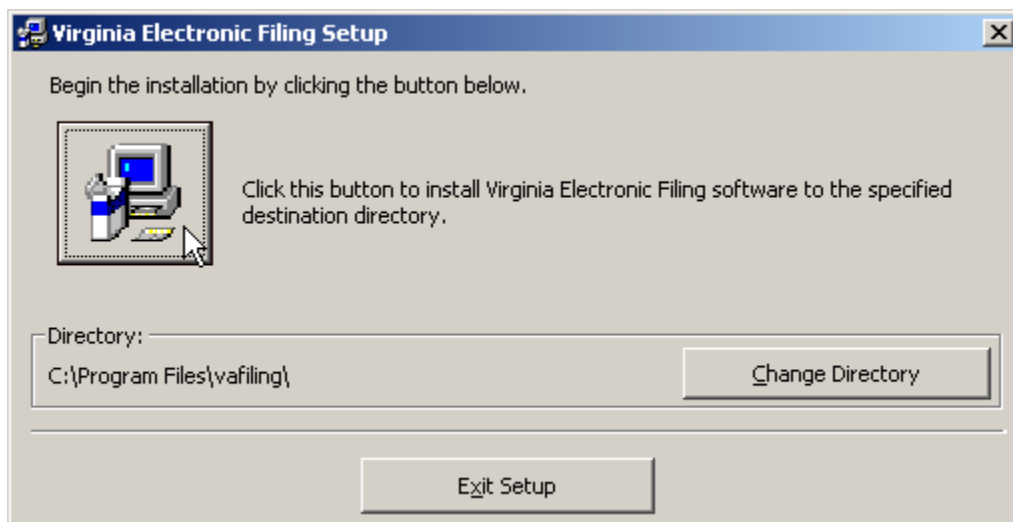 Virginia Electronic Filing Setup
Begin the installation by clicking the button below.
Click this button to install Virginia Electronic Filing software to the specified
destination directory.
Directory:
C:\Program Files\vafiling\
Change Directory
Exit Setup